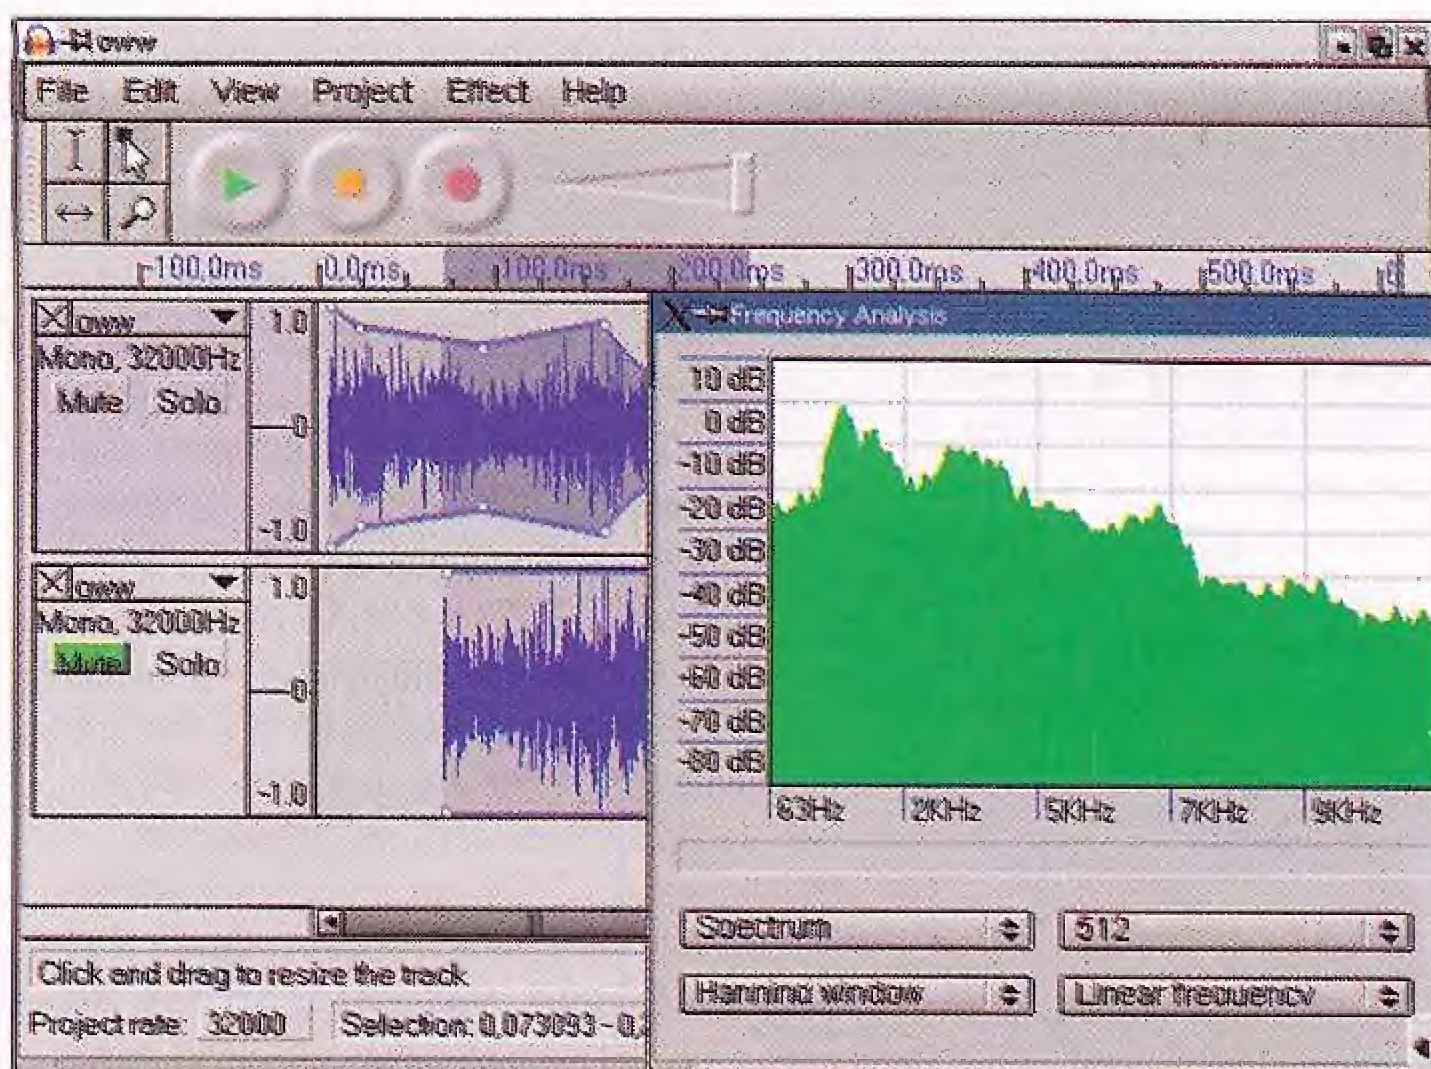 oww
File Edit View Project Effect Help
-100.0ms 0.0ms 100.0ms 200.0ms 300.0ms 400.0ms 500.0ms
oww
Mono, 32000Hz
Mute Solo
1.0
0
-1.0
oww
Mono, 32000Hz
Mute Solo
1.0
0
-1.0
Click and drag to resize the track
Project rate: 32000 Selection: 0.073093 - 0.
Frequency Analysis
10 dB
0 dB
-10 dB
-20 dB
-30 dB
-40 dB
-50 dB
-60 dB
-70 dB
-80 dB
63Hz 2KHz 5KHz 7KHz 9KHz
Spectrum 512
Hanning window Linear frequency